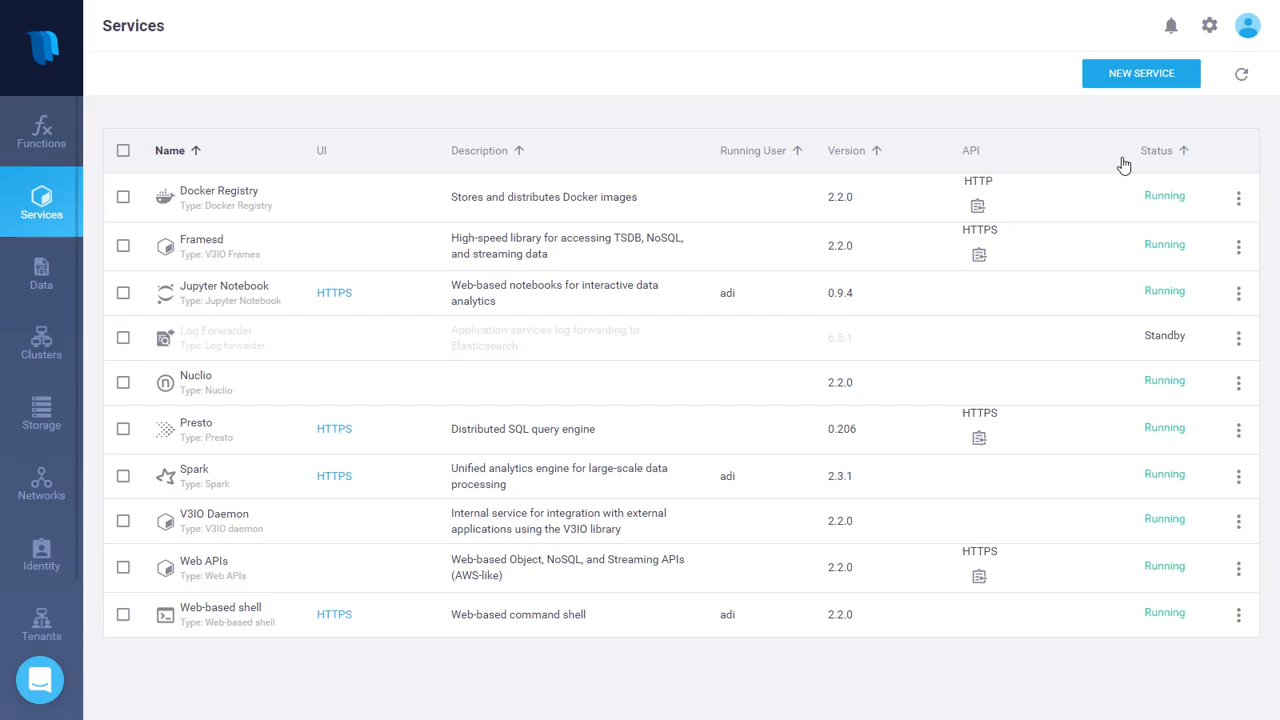 Services
NEW SERVICE
Functions
Services
Data
Clusters
Storage
Networks
Identity
Tenants
Name UI Description Running User Version API Status
Docker Registry
Type: Docker Registry
Stores and distributes Docker images
2.2.0
HTTP
Running
Framesd
Type: V3IO Frames
High-speed library for accessing TSDB, NoSQL,
and streaming data
2.2.0
HTTPS
Running
Jupyter Notebook
Type: Jupyter Notebook
HTTPS
Web-based notebooks for interactive data
analytics
adi
0.9.4
Running
Log Forwarder
Type: Log forwarder
Application-services log forwarding to
Elasticsearch
6.5.1
Standby
Nuclio
Type: Nuclio
2.2.0
Running
Presto
Type: Presto
HTTPS
Distributed SQL query engine
0.206
HTTPS
Running
Spark
Type: Spark
HTTPS
Unified analytics engine for large-scale data
processing
adi
2.3.1
Running
V3IO Daemon
Type: V3IO daemon
Internal service for integration with external
applications using the V3IO library
2.2.0
Running
Web APIs
Type: Web APIs
Web-based Object, NoSQL, and Streaming APIs
(AWS-like)
2.2.0
HTTPS
Running
Web-based shell
Type: Web-based shell
HTTPS
Web-based command shell
adi
2.2.0
Running